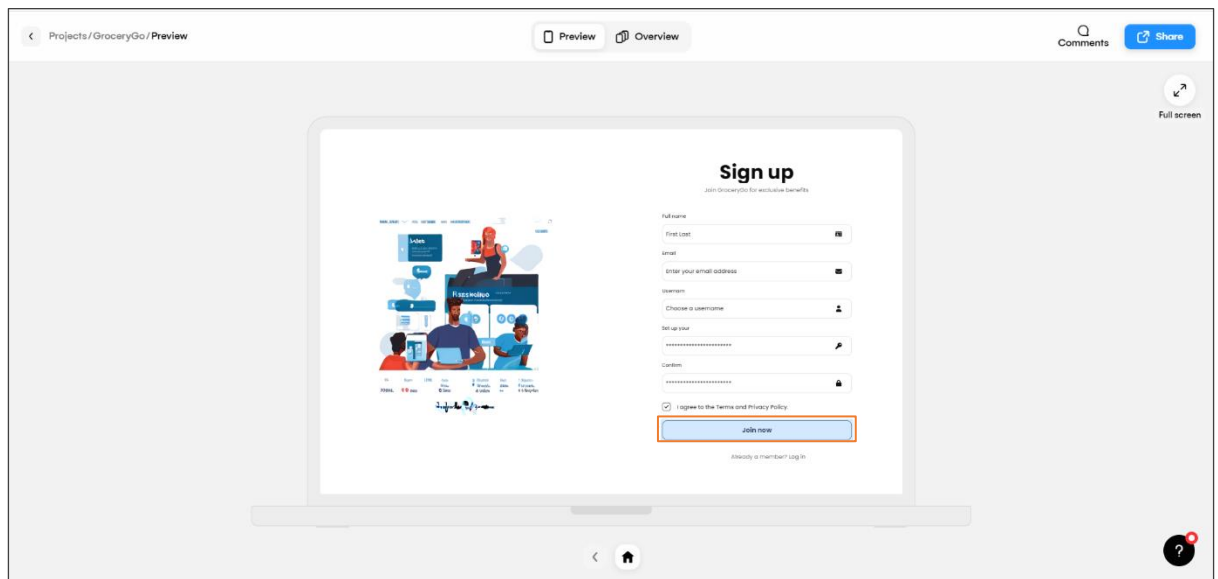 Projects/GroceryGo/Preview
Preview
Overview
Comments
Share
Full screen
Sign up
Join GroceryGo for exclusive benefits
Full name
First Last
Email
Enter your email address
Username
Choose a username
Set up your
***********************
Confirm
***********************
I agree to the Terms and Privacy Policy.
Join now
Already a member? Log in
?